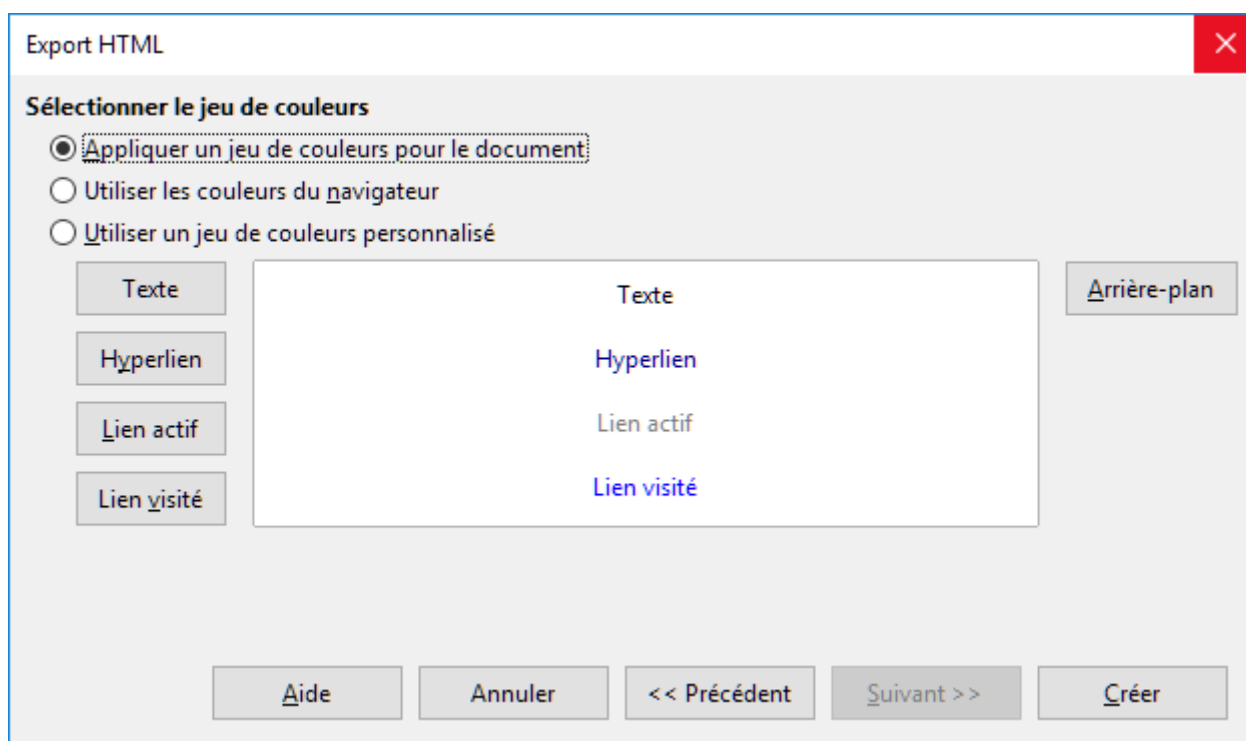 Export HTML
Sélectionner le jeu de couleurs
Appliquer un jeu de couleurs pour le document
Utiliser les couleurs du navigateur
Utiliser un jeu de couleurs personnalisé
Texte
Texte
Arrière-plan
Hyperlien
Hyperlien
Lien actif
Lien actif
Lien visité
Lien visité
Aide
Annuler
<< Précédent
Suivant >>
Créer